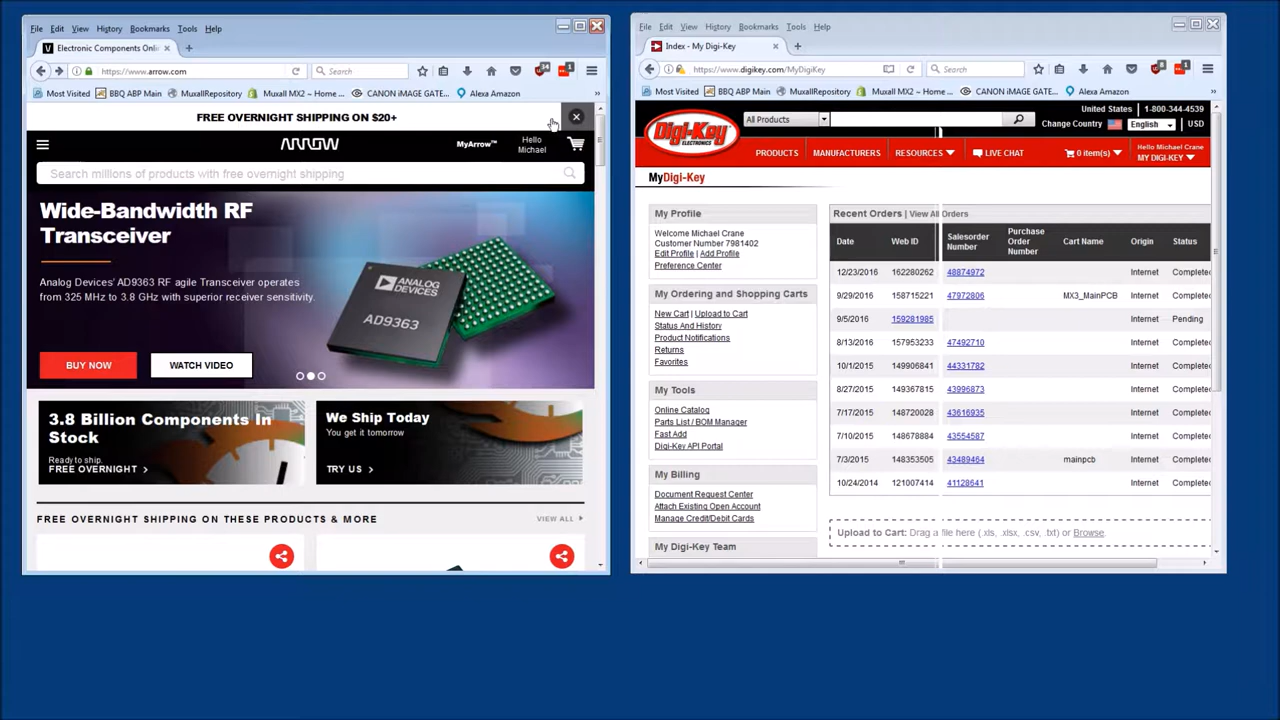 File Edit View History Bookmarks Tools Help
Electronic Components Onli
https://www.arrow.com
Search
14
1
Most Visited BBQ ABP Main MuxallRepository Muxall MX2 ~ Home ... CANON iMAGE GATE... Alexa Amazon
FREE OVERNIGHT SHIPPING ON $20+
ARROW
MyArrow™
Hello
Michael
Search millions of products with free overnight shipping
Wide-Bandwidth RF
Transceiver
Analog Devices' AD9363 RF agile Transceiver operates
from 325 MHz to 3.8 GHz with superior receiver sensitivity.
ANALOG
DEVICES
AD9363
BUY NOW WATCH VIDEO
3.8 Billion Components In
Stock
Ready to ship.
FREE OVERNIGHT >
We Ship Today
You get it tomorrow
TRY US >
FREE OVERNIGHT SHIPPING ON THESE PRODUCTS & MORE
VIEW ALL
File Edit View History Bookmarks Tools Help
Index - My Digi-Key
https://www.digikey.com/MyDigiKey
Search
1
Most Visited BBQ ABP Main MuxallRepository Muxall MX2 ~ Home ... CANON iMAGE GATE... Alexa Amazon
United States | 1-800-344-4539
Digi-Key
ELECTRONICS
All Products
Change Country English USD
PRODUCTS MANUFACTURERS RESOURCES LIVE CHAT 0 item(s)
Hello Michael Crane
MY DIGI-KEY
MyDigi-Key
My Profile
Welcome Michael Crane
Customer Number 7981402
Edit Profile | Add Profile
Preference Center
My Ordering and Shopping Carts
New Cart | Upload to Cart
Status And History
Product Notifications
Returns
Favorites
My Tools
Online Catalog
Parts List / BOM Manager
Fast Add
Digi-Key API Portal
My Billing
Document Request Center
Attach Existing Open Account
Manage Credit/Debit Cards
My Digi-Key Team
Recent Orders | View All Orders
Date Web ID Salesorder Number Purchase Order Number Cart Name Origin Status
12/23/2016 162280262 48874972 Internet Completed
9/29/2016 158715221 47972806 MX3_MainPCB Internet Completed
9/5/2016 159281985 Internet Pending
8/13/2016 157953233 47492710 Internet Completed
10/1/2015 149906841 44331782 Internet Completed
8/27/2015 149367815 43996873 Internet Completed
7/17/2015 148720028 43616935 Internet Completed
7/10/2015 148678884 43554587 Internet Completed
7/3/2015 148353505 43489464 mainpcb Internet Completed
10/24/2014 121007414 41128641 Internet Completed
Upload to Cart: Drag a file here (.xls, .xlsx, .csv, .txt) or Browse.